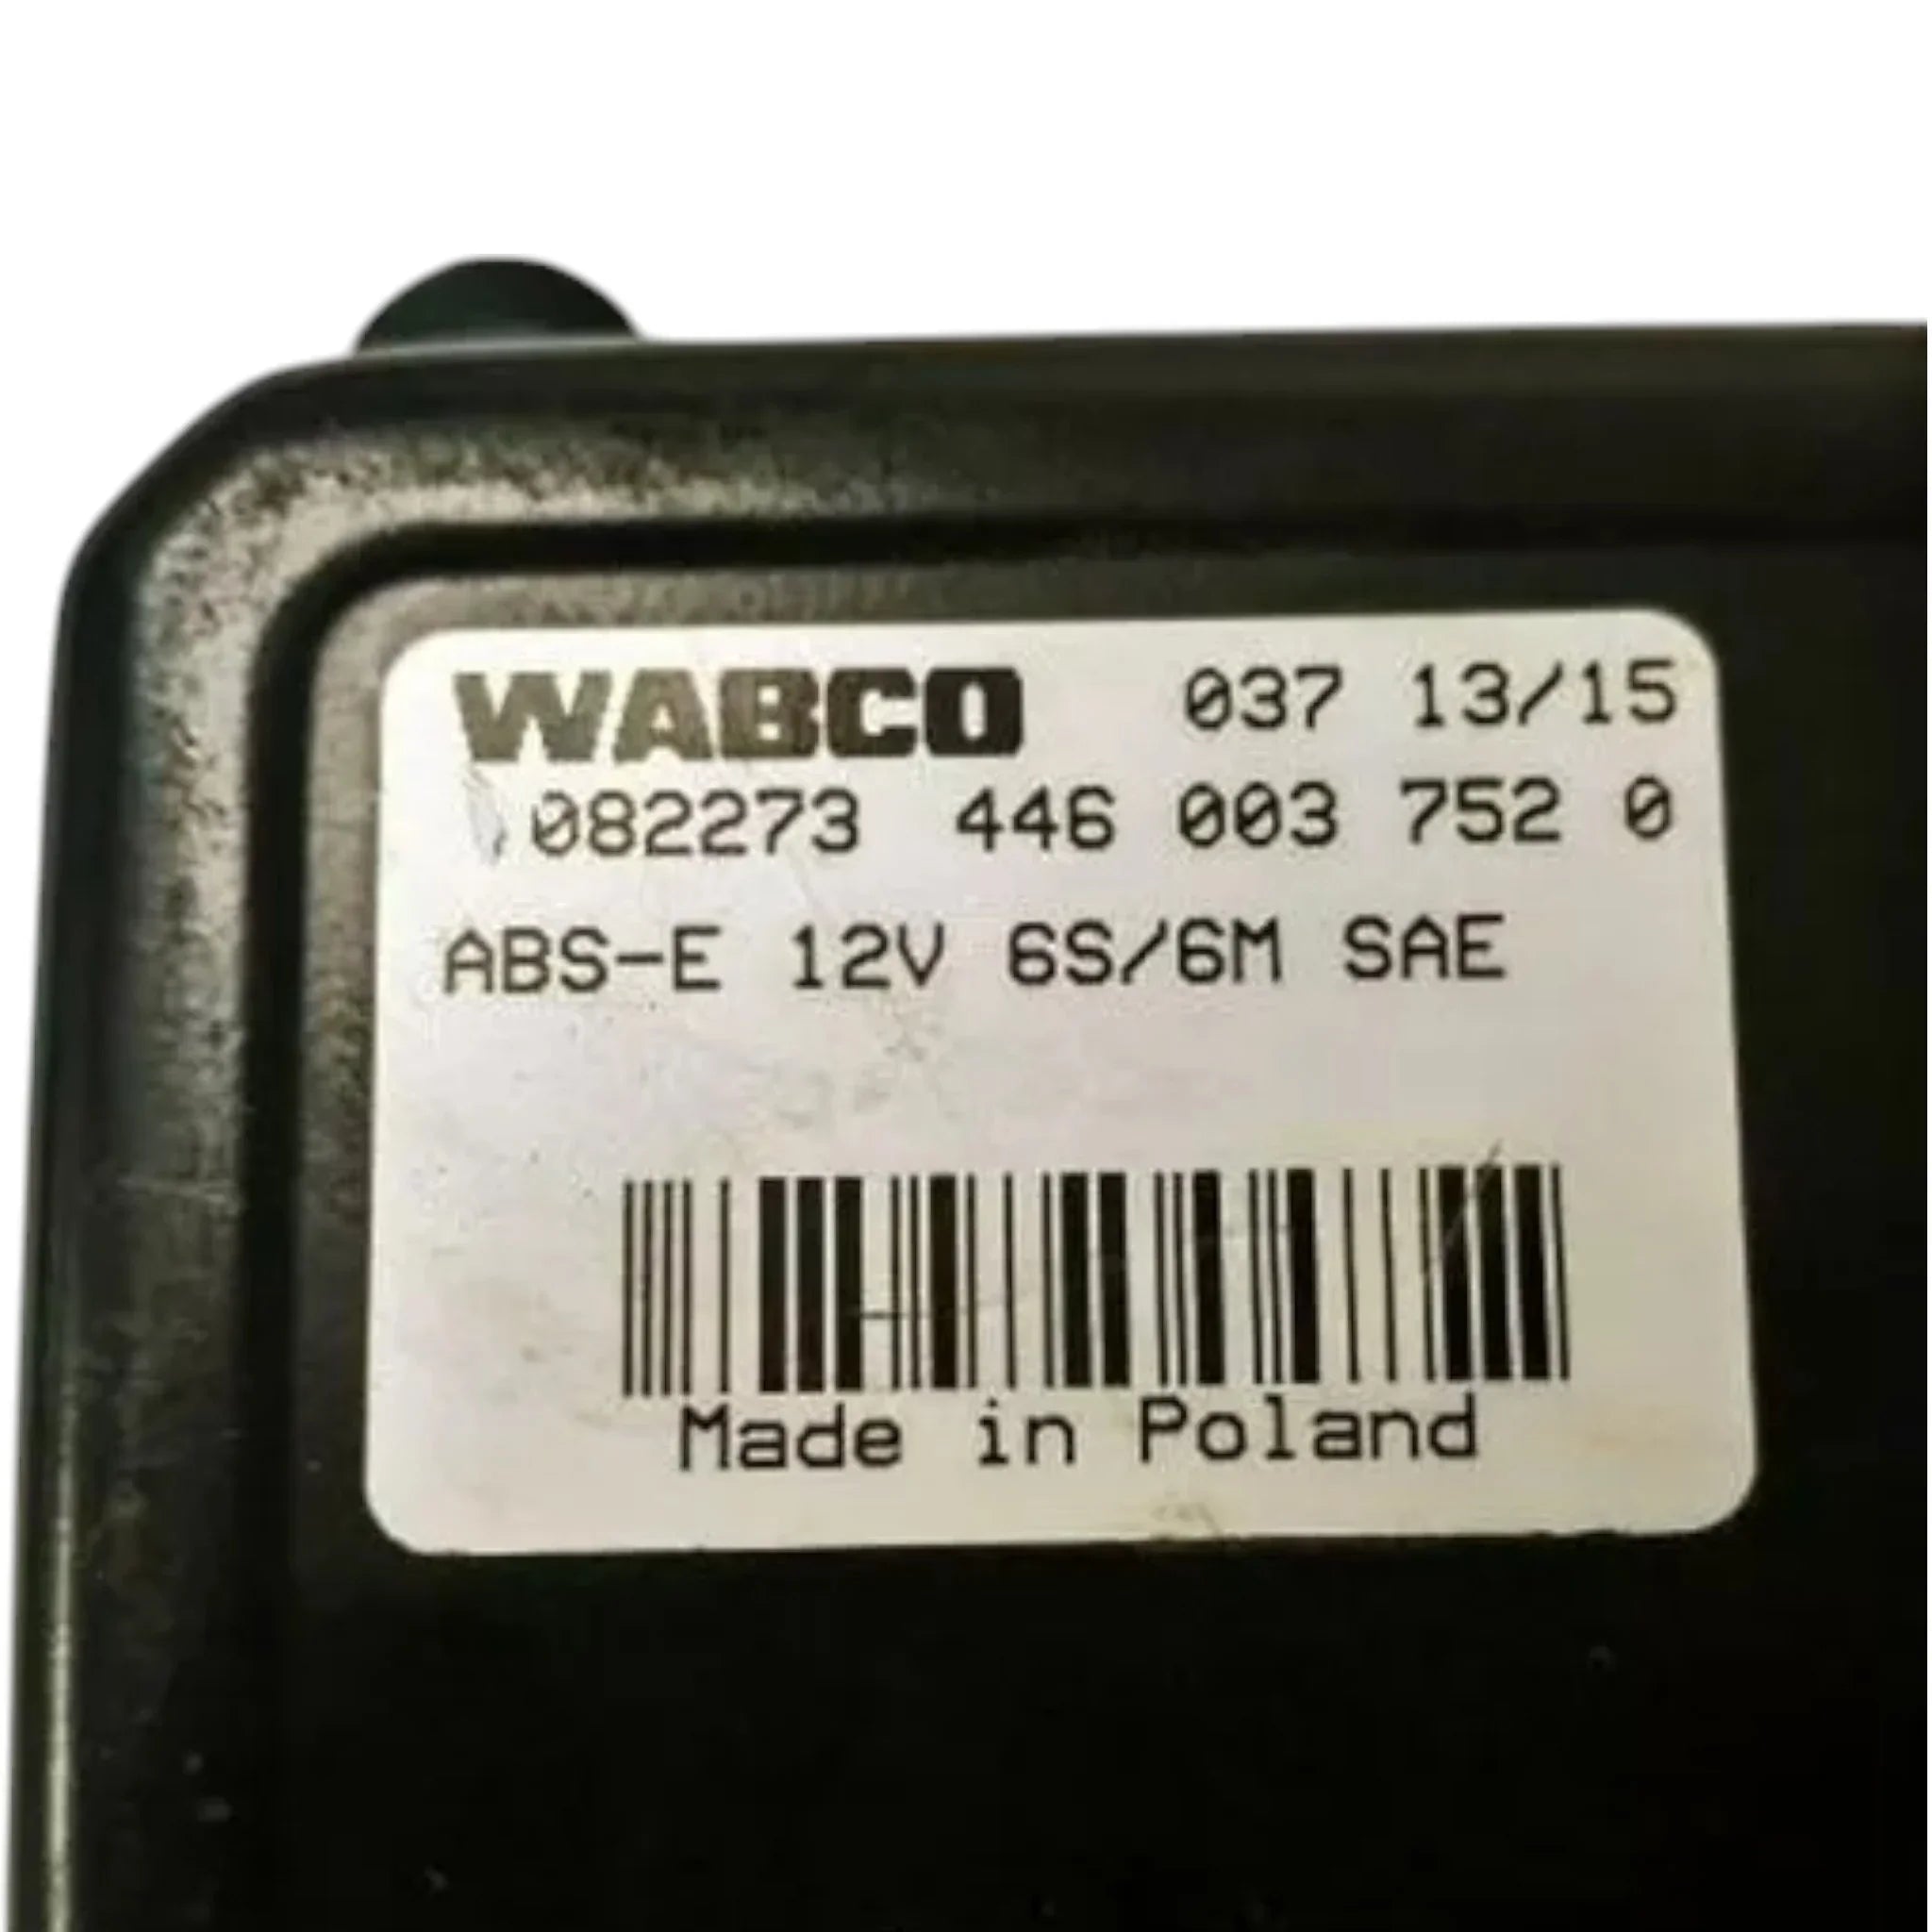 WABCO 037 13/15
082273 446 003 752 0
ABS-E 12V 6S/6M SAE
Made in Poland